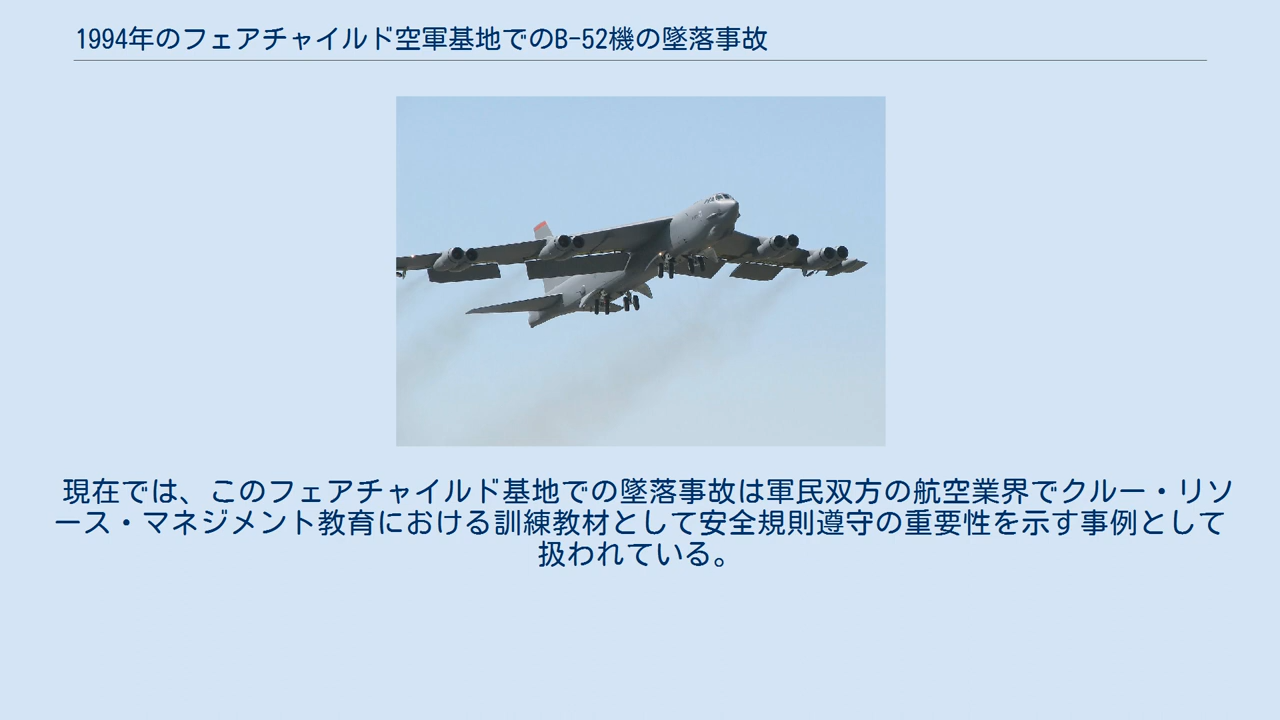 1994年のフェアチャイルド空軍基地でのB-52機の墜落事故
現在では、このフェアチャイルド基地での墜落事故は軍民双方の航空業界でクルー・リソ
ース・マネジメント教育における訓練教材として安全規則遵守の重要性を示す事例として
扱われている。